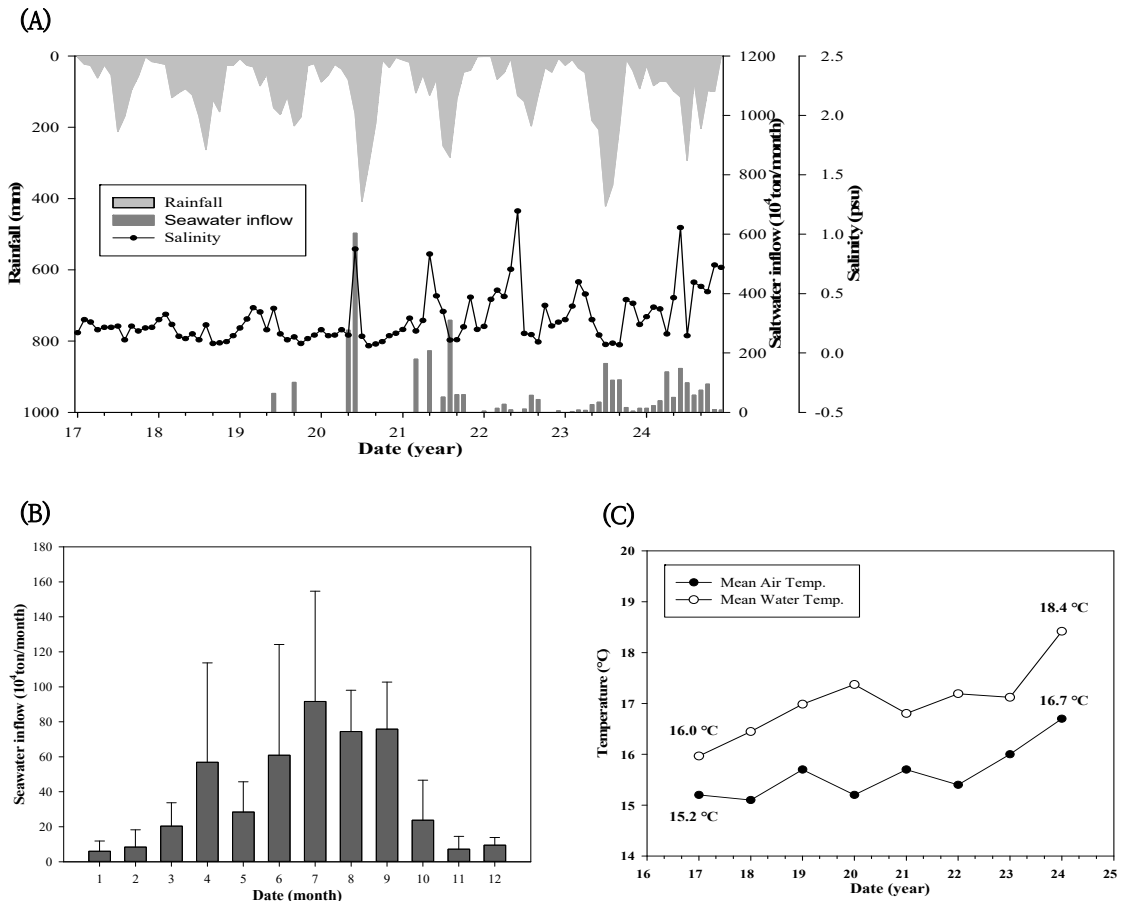 (A)
0
200
400
600
800
1000
Rainfall (mm)
Rainfall
Seawater inflow
Salinity
17
18
19
20
21
22
23
24
Date (year)
1200
1000
800
600
400
200
0
Saltwater inflow (10⁴ton/month)
2.5
2.0
1.5
1.0
0.5
0.0
-0.5
Salinity (psu)
(B)
180
160
140
120
100
80
60
40
20
0
Seawater inflow (10⁴ton/month)
1 2 3 4 5 6 7 8 9 10 11 12
Date (month)
(C)
20
19
18
17
16
15
14
Temperature (°C)
Mean Air Temp.
Mean Water Temp.
18.4 °C
16.7 °C
16.0 °C
15.2 °C
16 17 18 19 20 21 22 23 24 25
Date (year)